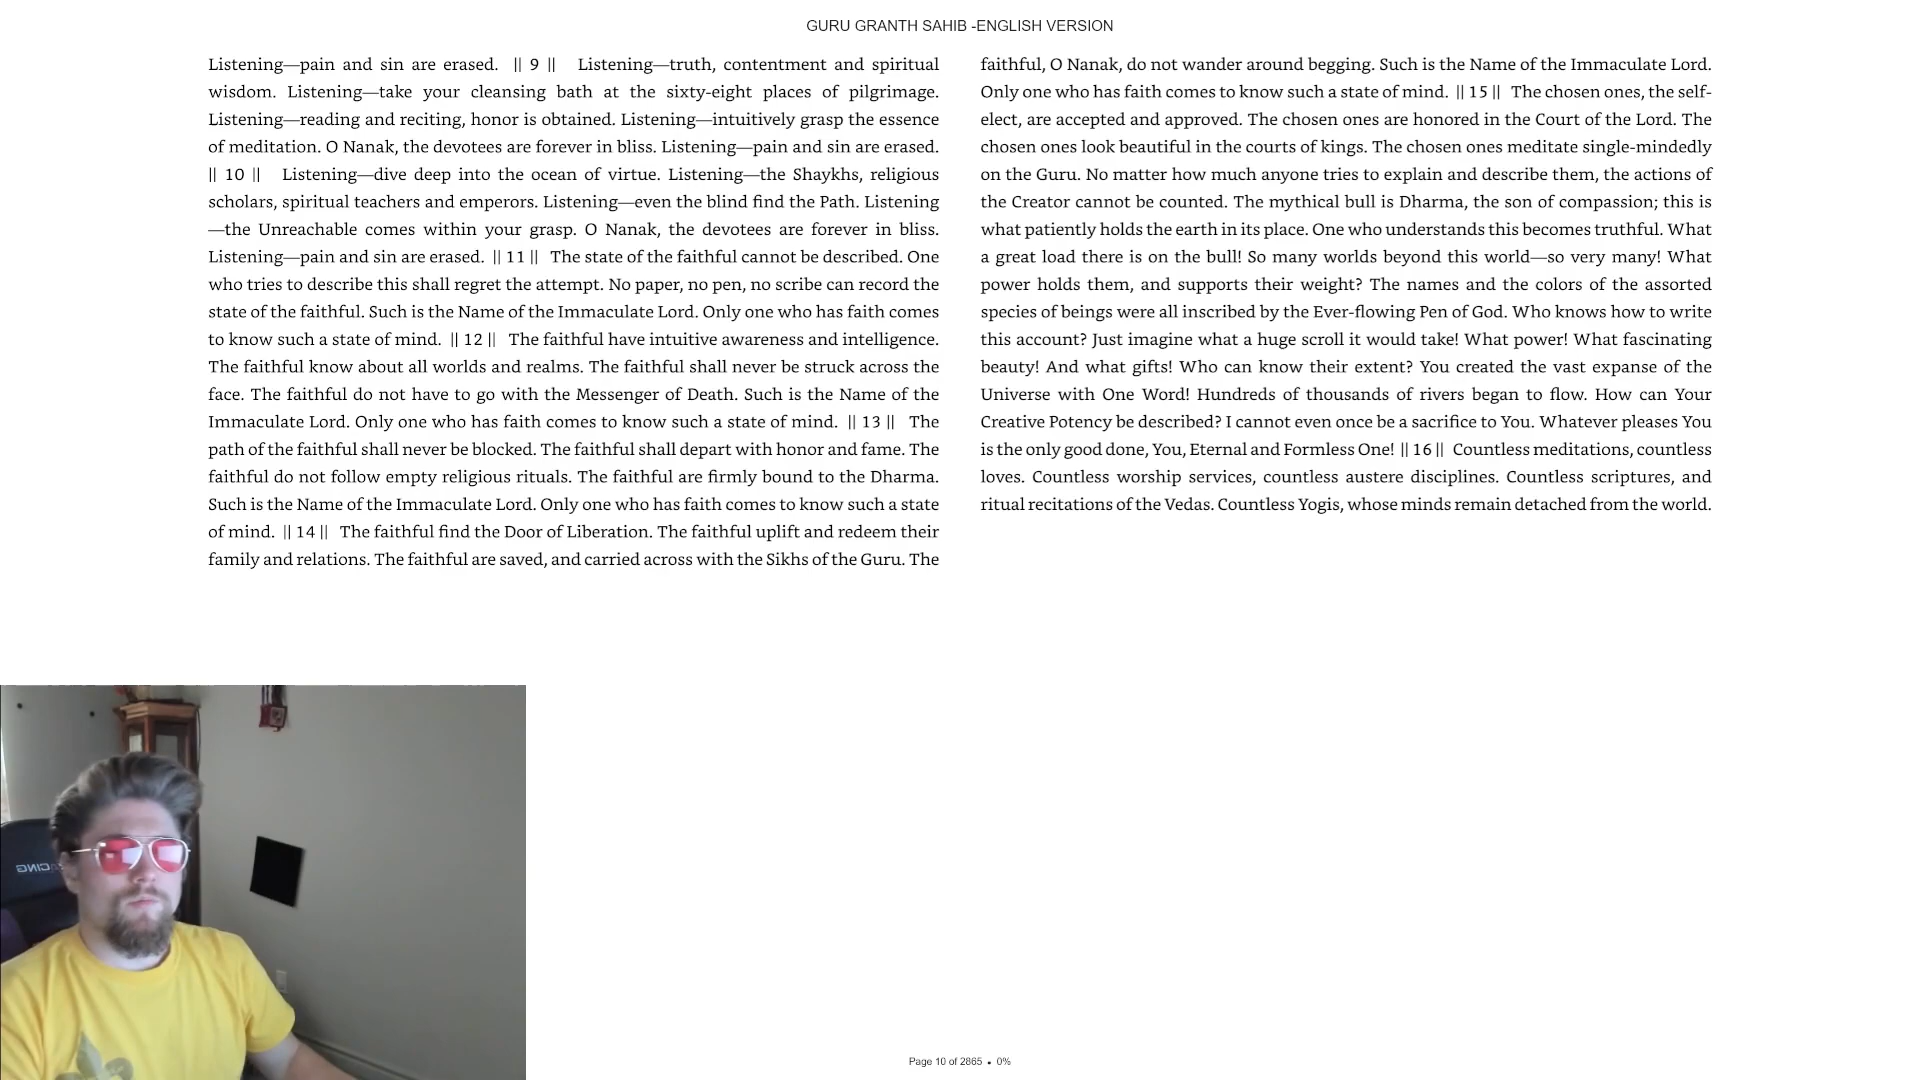 GURU GRANTH SAHIB -ENGLISH VERSION
Listening—pain and sin are erased. || 9 || Listening—truth, contentment and spiritual
wisdom. Listening—take your cleansing bath at the sixty-eight places of pilgrimage.
Listening—reading and reciting, honor is obtained. Listening—intuitively grasp the essence
of meditation. O Nanak, the devotees are forever in bliss. Listening—pain and sin are erased.
|| 10 || Listening—dive deep into the ocean of virtue. Listening—the Shaykhs, religious
scholars, spiritual teachers and emperors. Listening—even the blind find the Path. Listening
—the Unreachable comes within your grasp. O Nanak, the devotees are forever in bliss.
Listening—pain and sin are erased. || 11 || The state of the faithful cannot be described. One
who tries to describe this shall regret the attempt. No paper, no pen, no scribe can record the
state of the faithful. Such is the Name of the Immaculate Lord. Only one who has faith comes
to know such a state of mind. || 12 || The faithful have intuitive awareness and intelligence.
The faithful know about all worlds and realms. The faithful shall never be struck across the
face. The faithful do not have to go with the Messenger of Death. Such is the Name of the
Immaculate Lord. Only one who has faith comes to know such a state of mind. || 13 || The
path of the faithful shall never be blocked. The faithful shall depart with honor and fame. The
faithful do not follow empty religious rituals. The faithful are firmly bound to the Dharma.
Such is the Name of the Immaculate Lord. Only one who has faith comes to know such a state
of mind. || 14 || The faithful find the Door of Liberation. The faithful uplift and redeem their
family and relations. The faithful are saved, and carried across with the Sikhs of the Guru. The
faithful, O Nanak, do not wander around begging. Such is the Name of the Immaculate Lord.
Only one who has faith comes to know such a state of mind. || 15 || The chosen ones, the self-
elect, are accepted and approved. The chosen ones are honored in the Court of the Lord. The
chosen ones look beautiful in the courts of kings. The chosen ones meditate single-mindedly
on the Guru. No matter how much anyone tries to explain and describe them, the actions of
the Creator cannot be counted. The mythical bull is Dharma, the son of compassion; this is
what patiently holds the earth in its place. One who understands this becomes truthful. What
a great load there is on the bull! So many worlds beyond this world—so very many! What
power holds them, and supports their weight? The names and the colors of the assorted
species of beings were all inscribed by the Ever-flowing Pen of God. Who knows how to write
this account? Just imagine what a huge scroll it would take! What power! What fascinating
beauty! And what gifts! Who can know their extent? You created the vast expanse of the
Universe with One Word! Hundreds of thousands of rivers began to flow. How can Your
Creative Potency be described? I cannot even once be a sacrifice to You. Whatever pleases You
is the only good done, You, Eternal and Formless One! || 16 || Countless meditations, countless
loves. Countless worship services, countless austere disciplines. Countless scriptures, and
ritual recitations of the Vedas. Countless Yogis, whose minds remain detached from the world.
Page 10 of 2865 • 0%